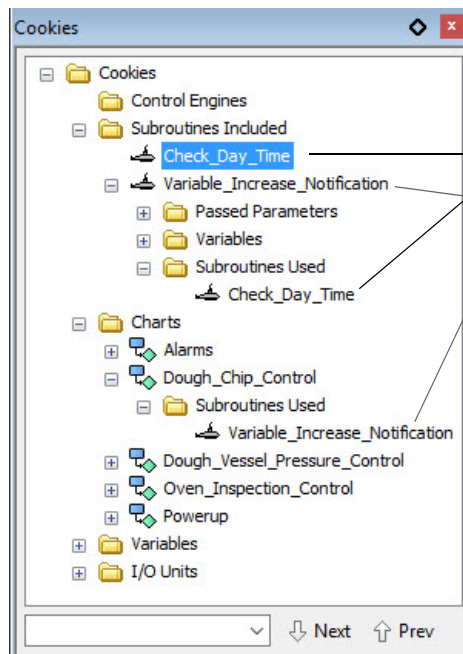 Cookies
Cookies
Control Engines
Subroutines Included
Check_Day_Time
Variable_Increase_Notification
Passed Parameters
Variables
Subroutines Used
Check_Day_Time
Charts
Alarms
Dough_Chip_Control
Subroutines Used
Variable_Increase_Notification
Dough_Vessel_Pressure_Control
Oven_Inspection_Control
Powerup
Variables
I/O Units
Next Prev